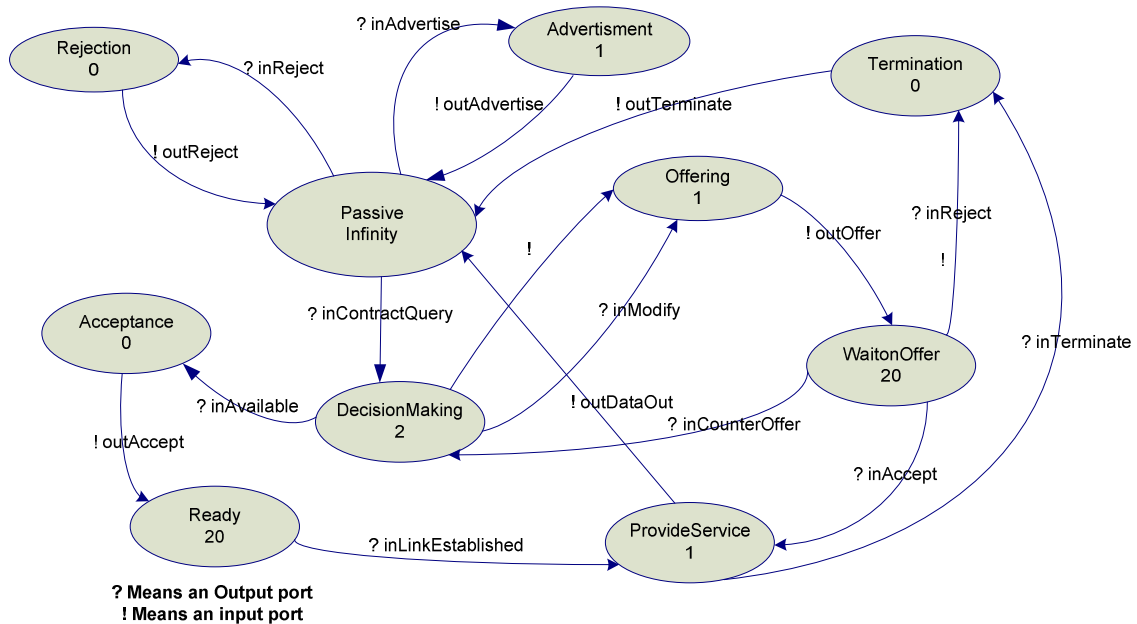 ? inAdvertise
Advertisment
1
Rejection
0
? inReject
Termination
0
! outAdvertise
! outTerminate
! outReject
Offering
1
Passive
Infinity
? inReject
! outOffer
!
!
? inContractQuery
? inModify
Acceptance
0
? inTerminate
WaitonOffer
20
? inAvailable
DecisionMaking
2
! outDataOut
? inCounterOffer
! outAccept
? inAccept
Ready
20
? inLinkEstablished
ProvideService
1
? Means an Output port
! Means an input port